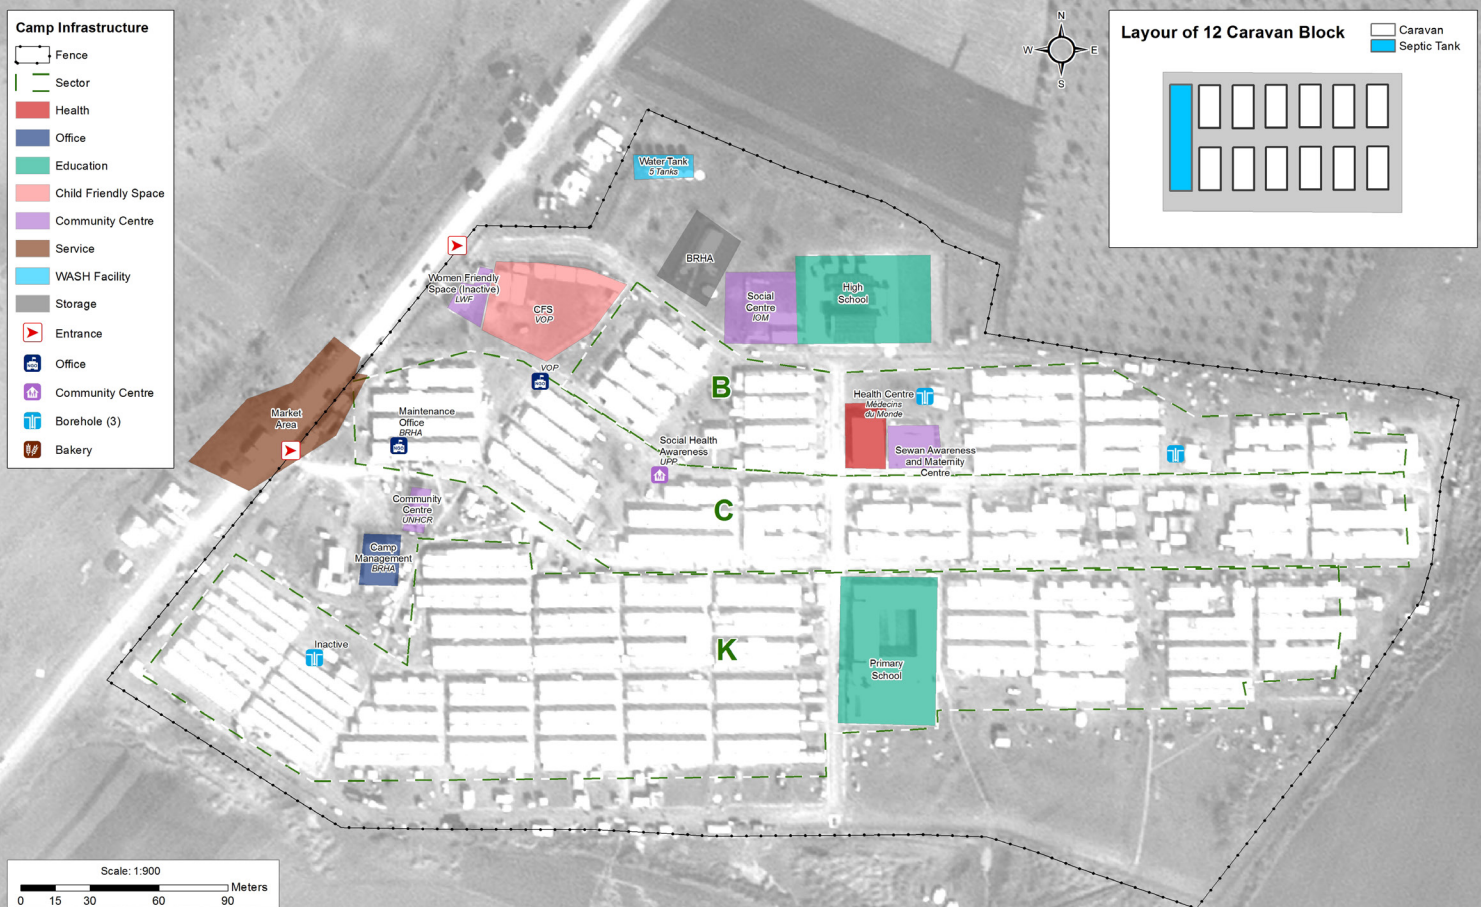 Camp Infrastructure
Fence
Sector
Health
Office
Education
Child Friendly Space
Community Centre
Service
WASH Facility
Storage
Entrance
Office
Community Centre
Borehole (3)
Bakery
N
W
E
S
Layour of 12 Caravan Block
Caravan
Septic Tank
Water Tank
5 Tanks
BRHA
Women Friendly
Space (Inactive)
LWF
CFS
VOP
Social
Centre
IOM
High
School
VOP
Market
Area
Maintenance
Office
BRHA
B
Health Centre
Médecins
du Monde
Social Health
Awareness
UPP
Sewan Awareness
and Maternity
Centre
Community
Centre
UNHCR
C
Camp
Management
BRHA
Inactive
K
Primary
School
Scale: 1:900
Meters
0 15 30 60 90